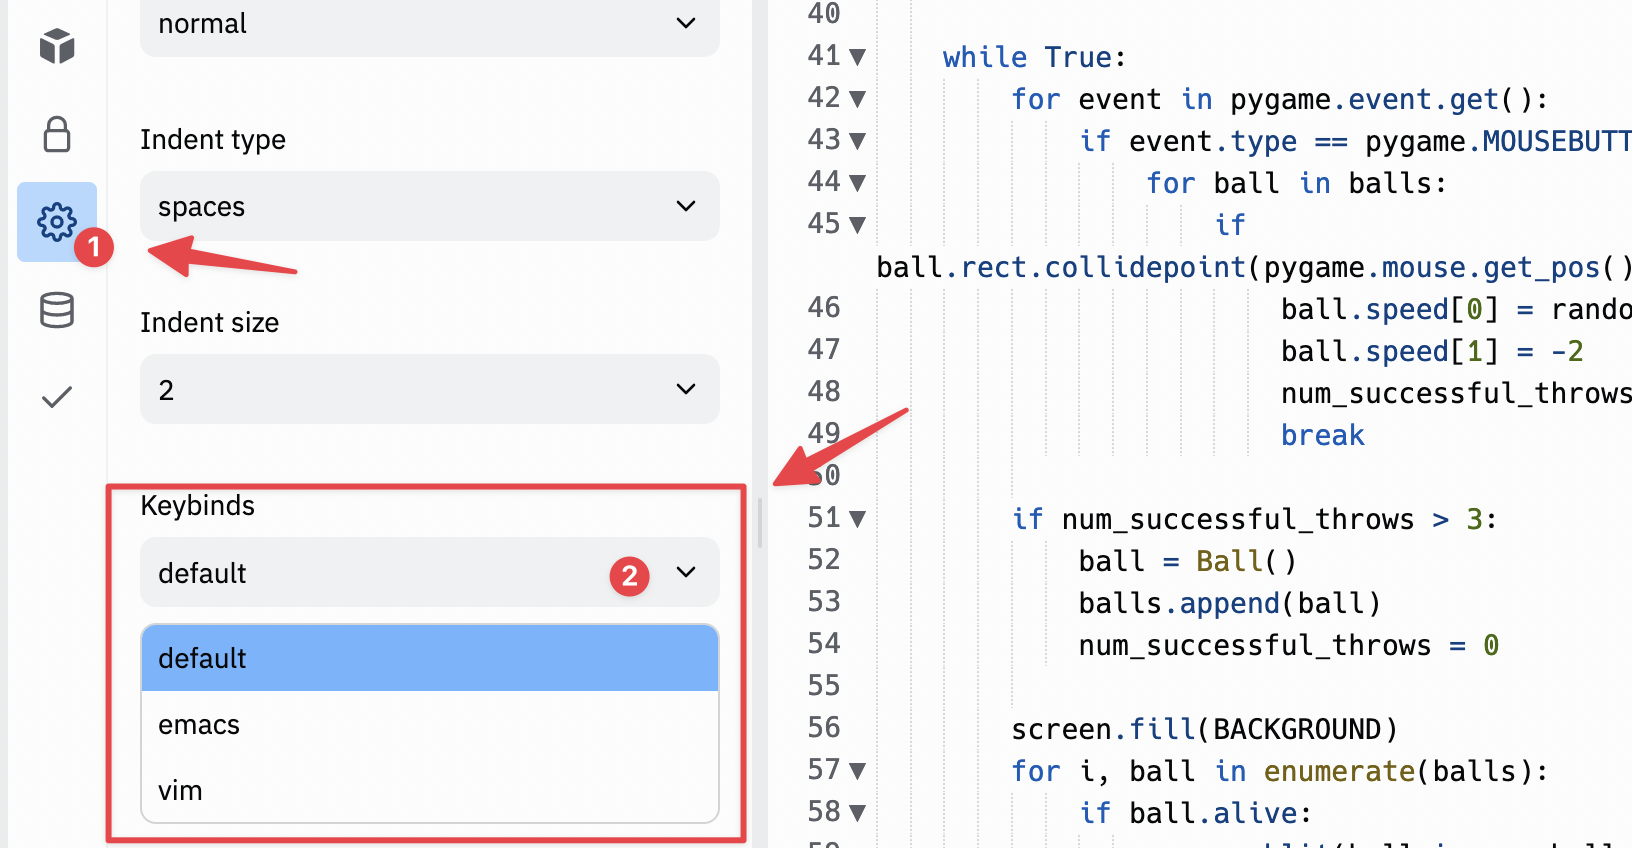 normal
Indent type
spaces
1
Indent size
2
Keybinds
default
2
default
emacs
vim
40
41 while True:
42 for event in pygame.event.get():
43 if event.type == pygame.MOUSEBUTT
44 for ball in balls:
45 if
ball.rect.collidepoint(pygame.mouse.get_pos()
46 ball.speed[0] = rando
47 ball.speed[1] = -2
48 num_successful_throws
49 break
50
51 if num_successful_throws > 3:
52 ball = Ball()
53 balls.append(ball)
54 num_successful_throws = 0
55
56 screen.fill(BACKGROUND)
57 for i, ball in enumerate(balls):
58 if ball.alive: